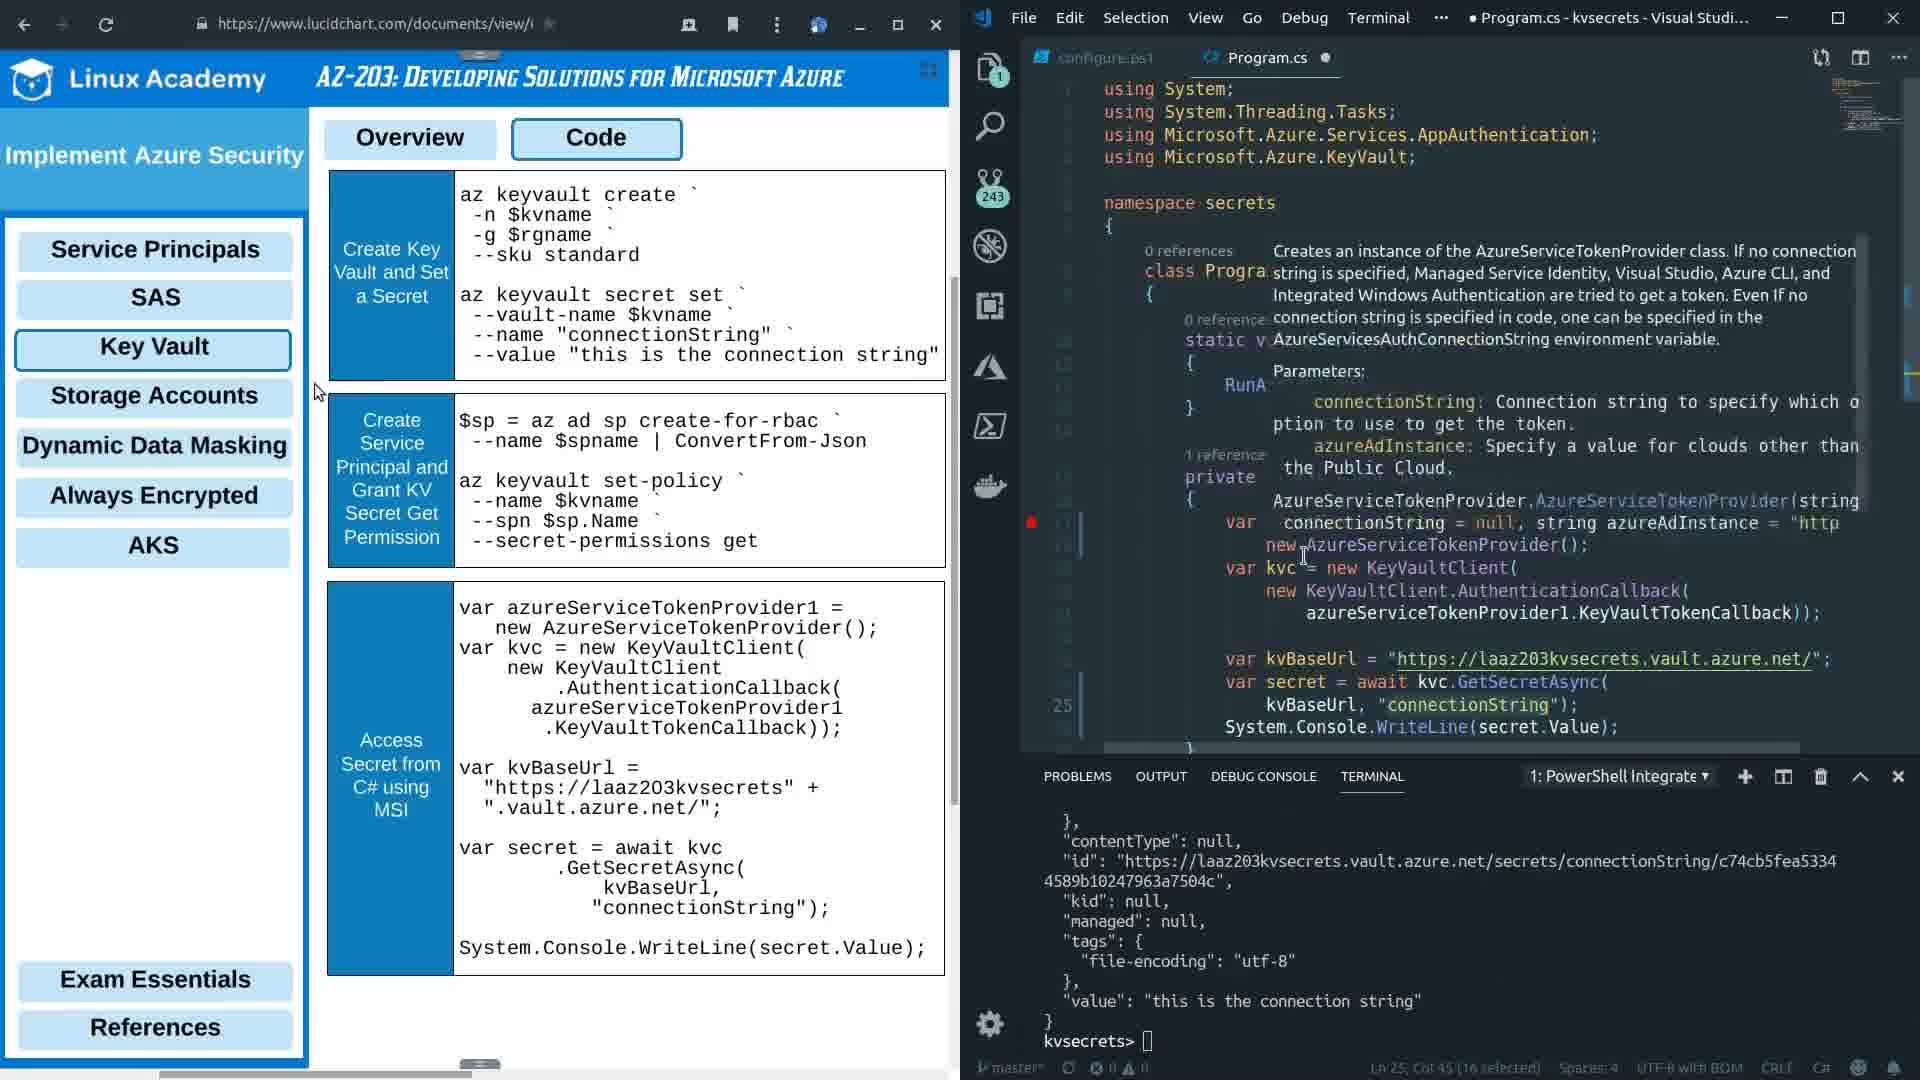 https://www.lucidchart.com/documents/view/
Linux Academy
AZ-203: Developing Solutions for Microsoft Azure
Implement Azure Security
Service Principals
SAS
Key Vault
Storage Accounts
Dynamic Data Masking
Always Encrypted
AKS
Exam Essentials
References
Overview
Code
Create Key
Vault and Set
a Secret
az keyvault create `
-n $kvname `
-g $rgname `
--sku standard
az keyvault secret set `
--vault-name $kvname `
--name "connectionString" `
--value "this is the connection string"
Create
Service
Principal and
Grant KV
Secret Get
Permission
$sp = az ad sp create-for-rbac `
--name $spname | ConvertFrom-Json
az keyvault set-policy `
--name $kvname `
--spn $sp.Name `
--secret-permissions get
Access
Secret from
C# using
MSI
var azureServiceTokenProvider1 =
new AzureServiceTokenProvider();
var kvc = new KeyVaultClient(
new KeyVaultClient
.AuthenticationCallback(
azureServiceTokenProvider1
.KeyVaultTokenCallback));
var kvBaseUrl =
"https://laaz203kvsecrets" +
".vault.azure.net/";
var secret = await kvc
.GetSecretAsync(
kvBaseUrl,
"connectionString");
System.Console.WriteLine(secret.Value);
File Edit Selection View Go Debug Terminal ··· ● Program.cs - kvsecrets - Visual Studi...
configure.ps1 Program.cs
1
243
using System;
using System.Threading.Tasks;
using Microsoft.Azure.Services.AppAuthentication;
using Microsoft.Azure.KeyVault;
namespace secrets
{
0 references
class Progra
{
0 reference
static v
{
RunA
}
1 reference
private
{
Creates an instance of the AzureServiceTokenProvider class. If no connection
string is specified, Managed Service Identity, Visual Studio, Azure CLI, and
Integrated Windows Authentication are tried to get a token. Even If no
connection string is specified in code, one can be specified in the
AzureServicesAuthConnectionString environment variable.
Parameters:
connectionString: Connection string to specify which o
ption to use to get the token.
azureAdInstance: Specify a value for clouds other than
the Public Cloud.
AzureServiceTokenProvider.AzureServiceTokenProvider(string
connectionString = null, string azureAdInstance = "http
var
new AzureServiceTokenProvider();
var kvc = new KeyVaultClient(
new KeyVaultClient.AuthenticationCallback(
azureServiceTokenProvider1.KeyVaultTokenCallback));
var kvBaseUrl = "https://laaz203kvsecrets.vault.azure.net/";
var secret = await kvc.GetSecretAsync(
25 kvBaseUrl, "connectionString");
System.Console.WriteLine(secret.Value);
}
PROBLEMS OUTPUT DEBUG CONSOLE TERMINAL 1: PowerShell Integrate
},
"contentType": null,
"id": "https://laaz203kvsecrets.vault.azure.net/secrets/connectionString/c74cb5fea5334
4589b10247963a7504c",
"kid": null,
"managed": null,
"tags": {
"file-encoding": "utf-8"
},
"value": "this is the connection string"
}
kvsecrets>
master* 0 0 Ln 25, Col 45 (16 selected) Spaces: 4 UTF-8 with BOM CRLF C#